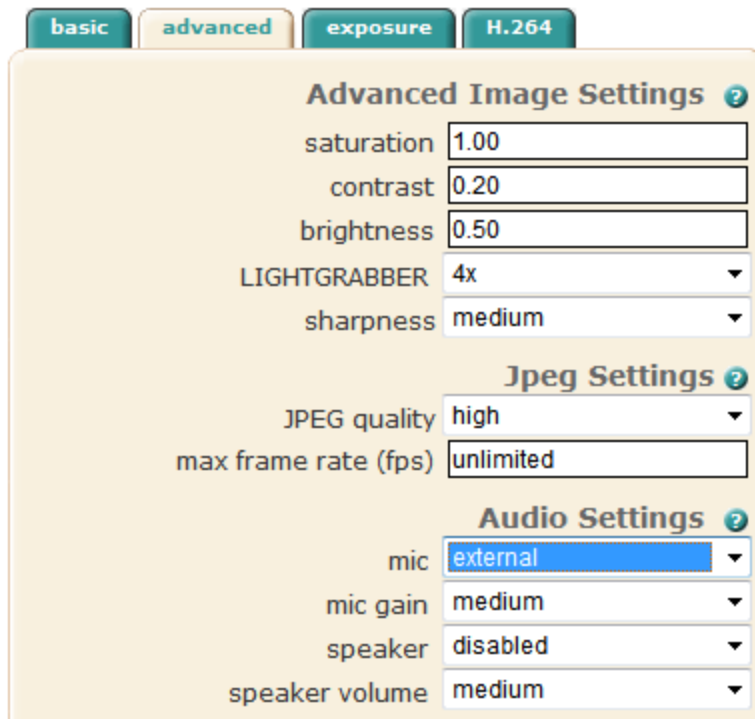 basic advanced exposure H.264
Advanced Image Settings ?
saturation 1.00
contrast 0.20
brightness 0.50
LIGHTGRABBER 4x
sharpness medium
Jpeg Settings ?
JPEG quality high
max frame rate (fps) unlimited
Audio Settings ?
mic external
mic gain medium
speaker disabled
speaker volume medium